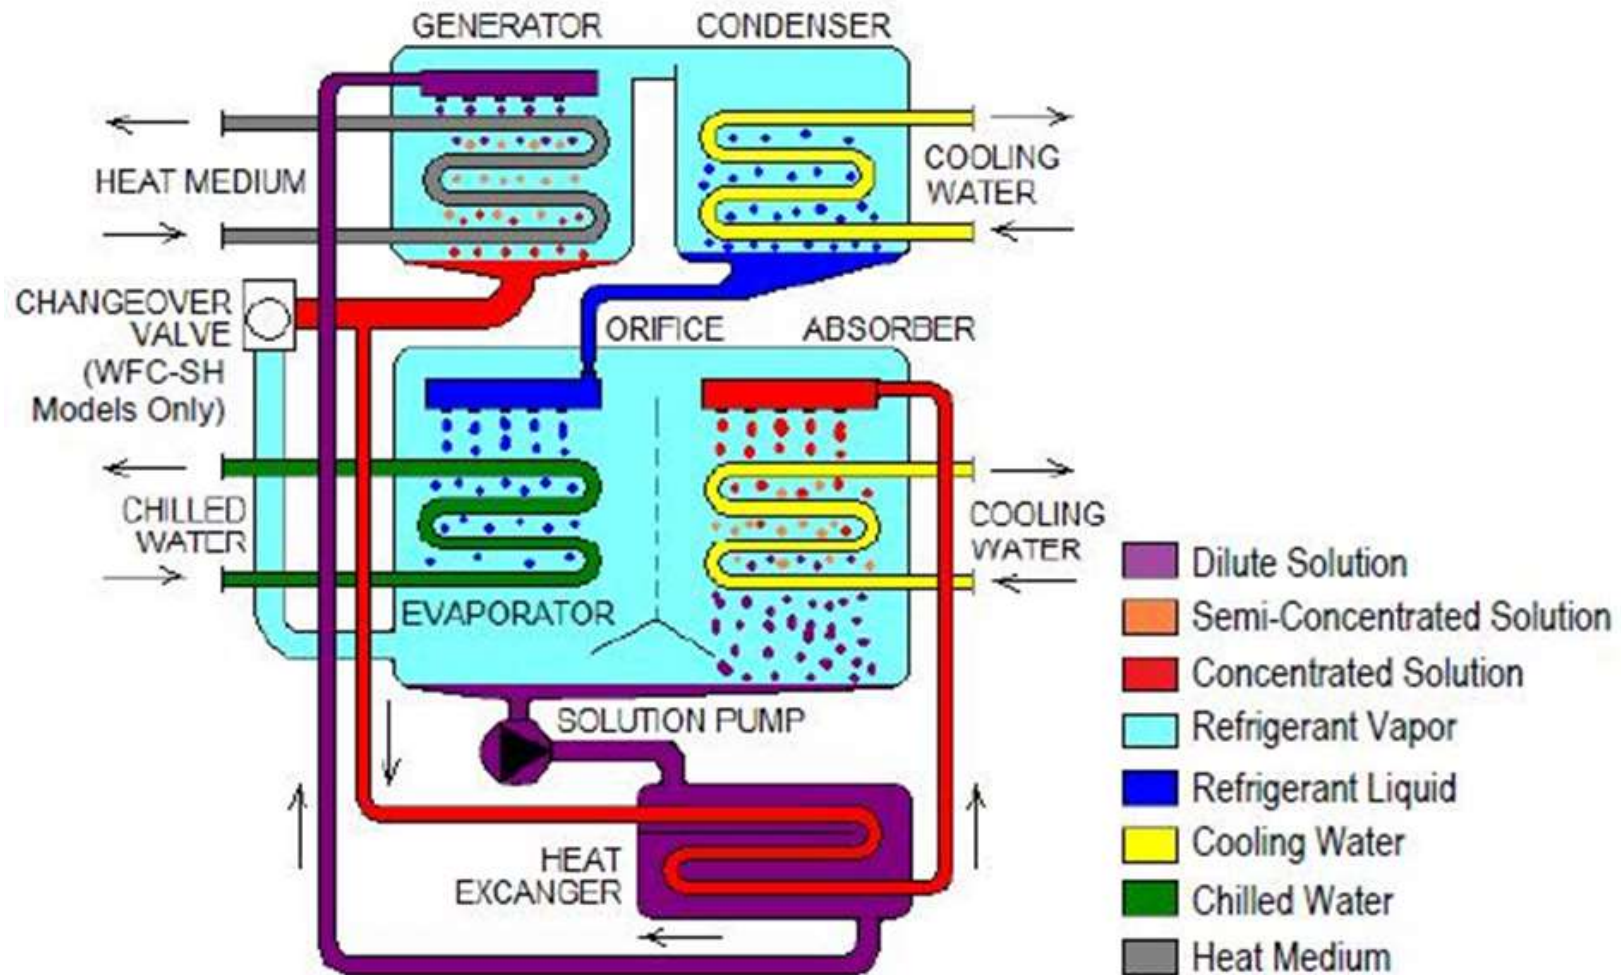 GENERATOR
CONDENSER
HEAT MEDIUM
COOLING
WATER
CHANGEOVER
VALVE
(WFC-SH
Models Only)
ORIFICE
ABSORBER
CHILLED
WATER
COOLING
WATER
EVAPORATOR
SOLUTION PUMP
HEAT
EXCANGER
Dilute Solution
Semi-Concentrated Solution
Concentrated Solution
Refrigerant Vapor
Refrigerant Liquid
Cooling Water
Chilled Water
Heat Medium